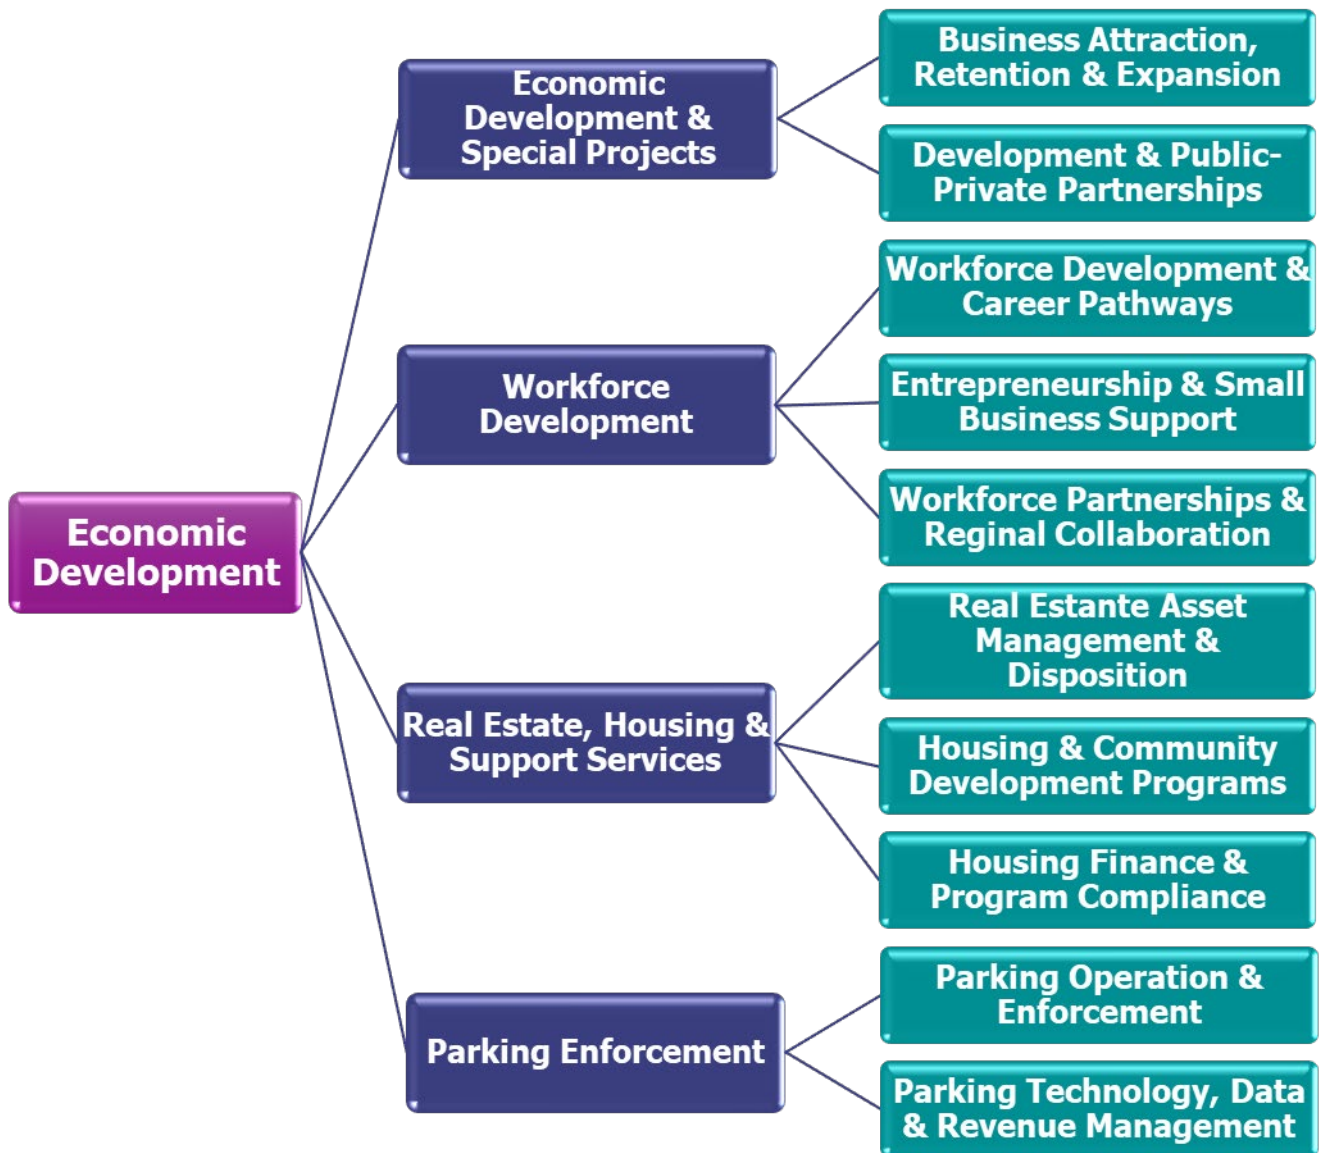 Economic
Development
Economic
Development &
Special Projects
Business Attraction,
Retention & Expansion
Development & Public-
Private Partnerships
Workforce
Development
Workforce Development &
Career Pathways
Entrepreneurship & Small
Business Support
Workforce Partnerships &
Reginal Collaboration
Real Estate, Housing &
Support Services
Real Estante Asset
Management &
Disposition
Housing & Community
Development Programs
Housing Finance &
Program Compliance
Parking Enforcement
Parking Operation &
Enforcement
Parking Technology, Data
& Revenue Management